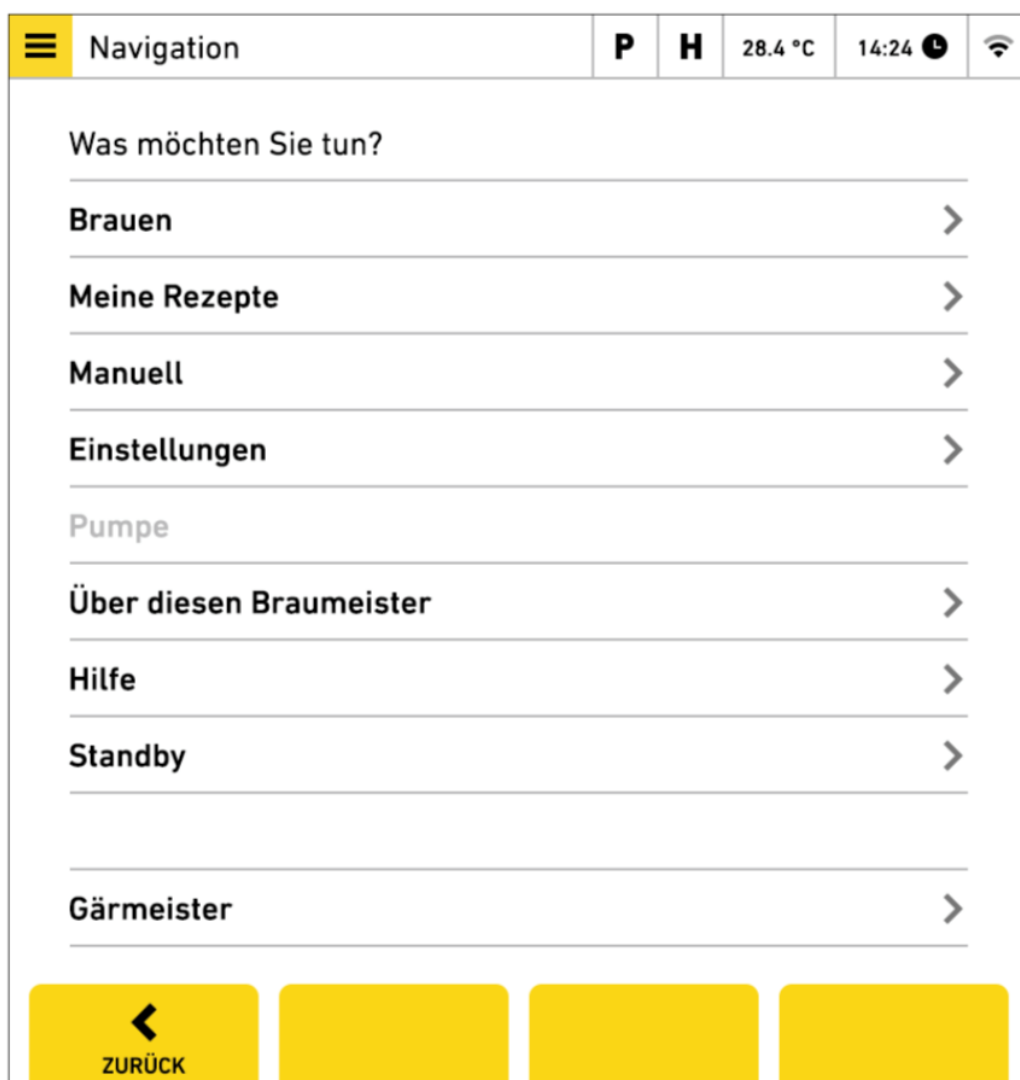 Navigation P H 28.4 °C 14:24
Was möchten Sie tun?
Brauen
Meine Rezepte
Manuell
Einstellungen
Pumpe
Über diesen Braumeister
Hilfe
Standby
Gärmeister
ZURÜCK